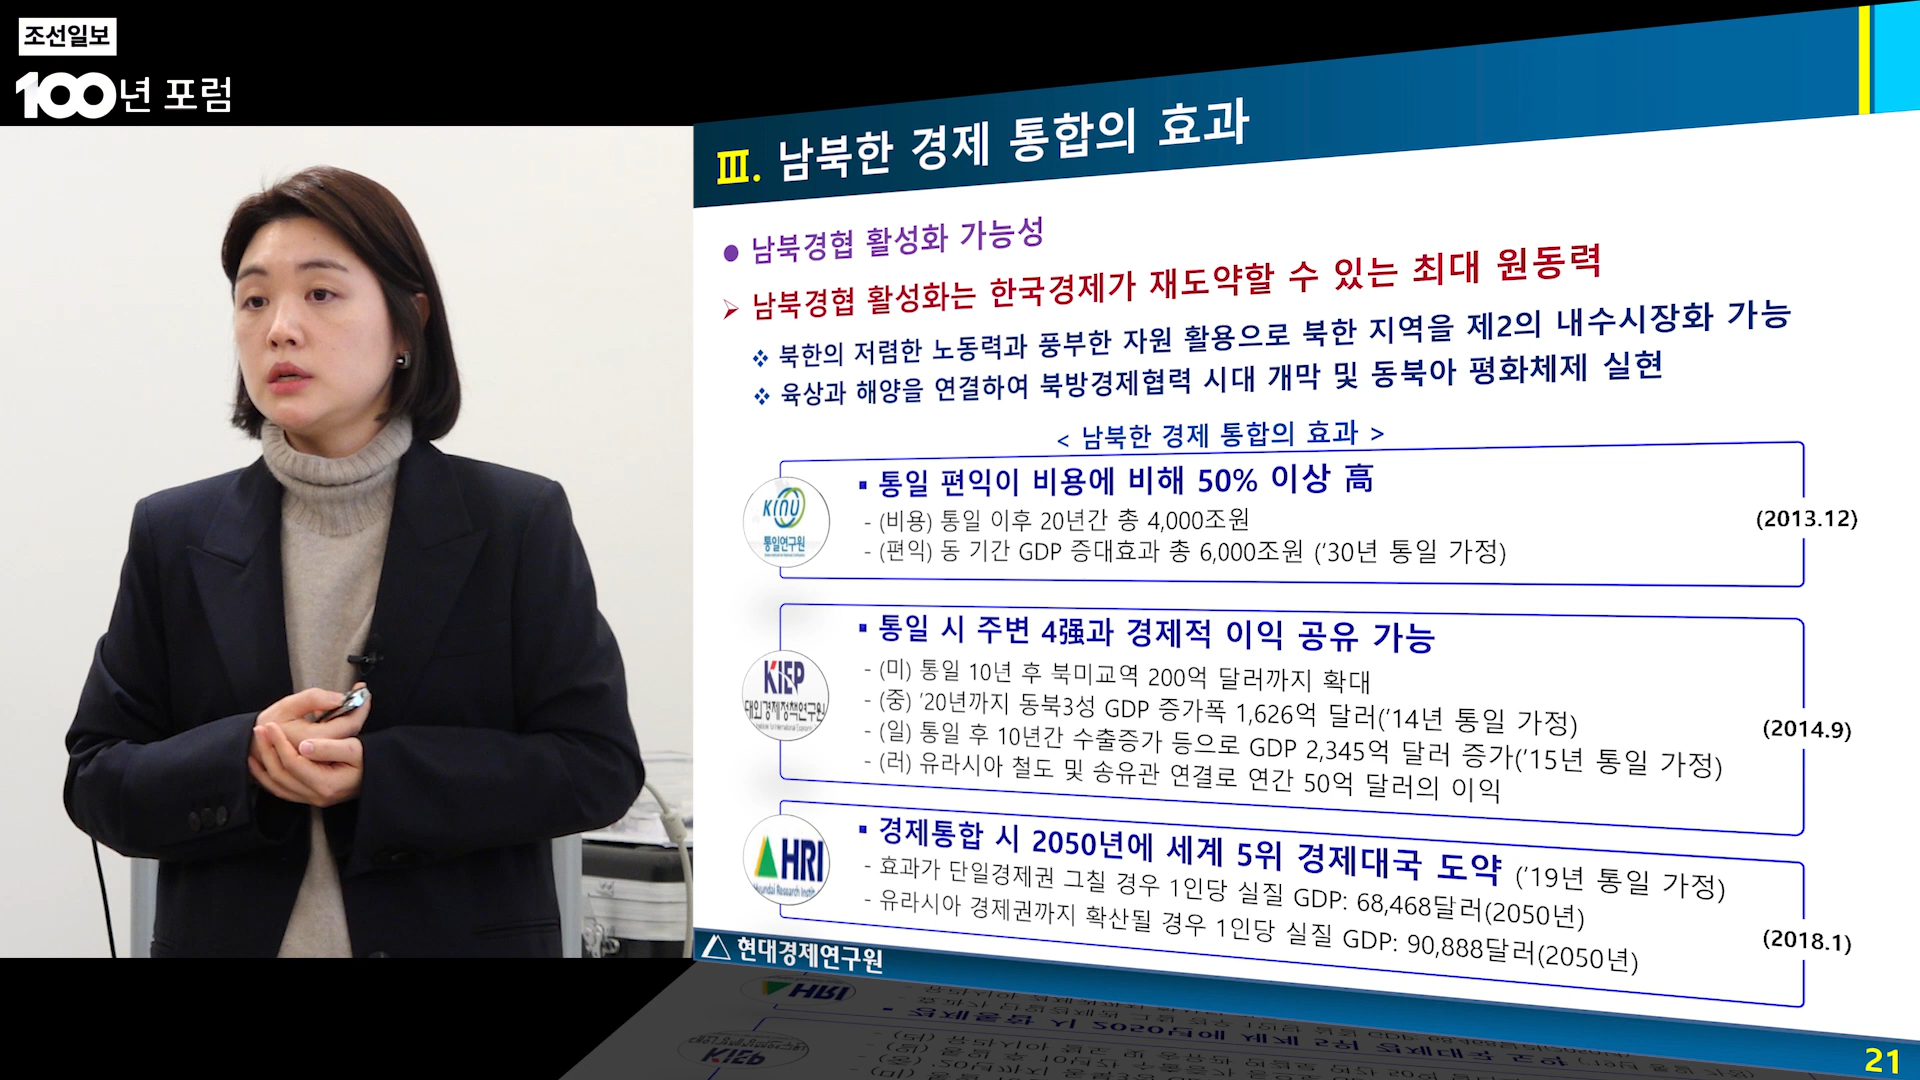 조선일보
100년 포럼
Ⅲ. 남북한 경제 통합의 효과
● 남북경협 활성화 가능성
➢ 남북경협 활성화는 한국경제가 재도약할 수 있는 최대 원동력
❖ 북한의 저렴한 노동력과 풍부한 자원 활용으로 북한 지역을 제2의 내수시장화 가능
❖ 육상과 해양을 연결하여 북방경제협력 시대 개막 및 동북아 평화체제 실현
< 남북한 경제 통합의 효과 >
KINU
통일연구원
▪ 통일 편익이 비용에 비해 50% 이상 高
- (비용) 통일 이후 20년간 총 4,000조원
- (편익) 동 기간 GDP 증대효과 총 6,000조원 ('30년 통일 가정)
(2013.12)
KIEP
대외경제정책연구원
▪ 통일 시 주변 4强과 경제적 이익 공유 가능
- (미) 통일 10년 후 북미교역 200억 달러까지 확대
- (중) '20년까지 동북3성 GDP 증가폭 1,626억 달러('14년 통일 가정)
- (일) 통일 후 10년간 수출증가 등으로 GDP 2,345억 달러 증가('15년 통일 가정)
- (러) 유라시아 철도 및 송유관 연결로 연간 50억 달러의 이익
(2014.9)
HRI
▪ 경제통합 시 2050년에 세계 5위 경제대국 도약 ('19년 통일 가정)
- 효과가 단일경제권 그칠 경우 1인당 실질 GDP: 68,468달러(2050년)
- 유라시아 경제권까지 확산될 경우 1인당 실질 GDP: 90,888달러(2050년)
(2018.1)
현대경제연구원
21